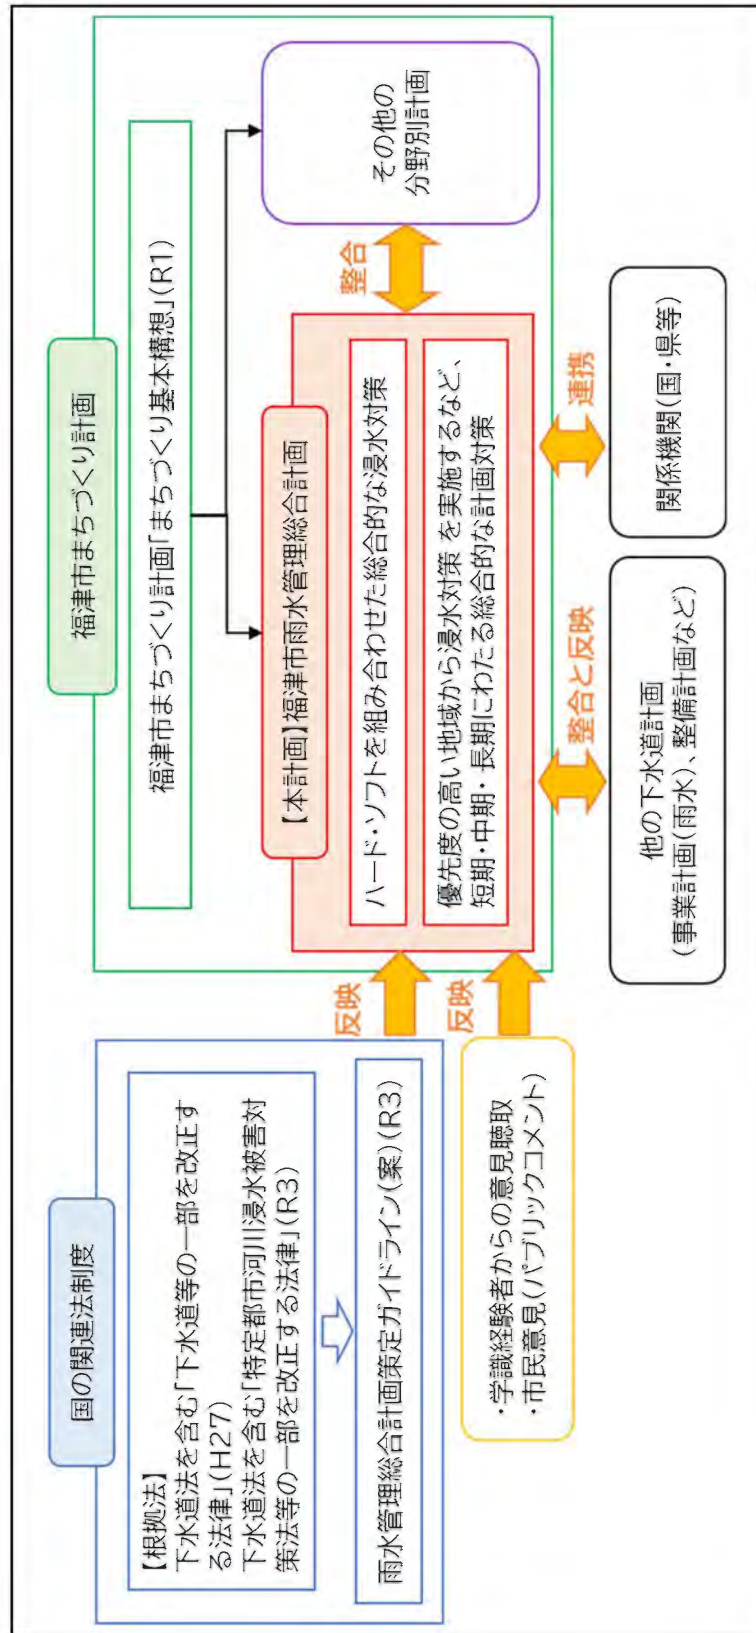 国の関連法制度
【根拠法】
下水道法を含む「下水道等の一部を改正す
る法律」(H27)
下水道法を含む「特定都市河川浸水被害対
策法等の一部を改正する法律」(R3)
雨水管理総合計画策定ガイドライン(案)(R3)
・学識経験者からの意見聴取
・市民意見(パブリックコメント)
反映
反映
福津市まちづくり計画
福津市まちづくり計画「まちづくり基本構想」(R1)
【本計画】福津市雨水管理総合計画
ハード・ソフトを組み合わせた総合的な浸水対策
優先度の高い地域から浸水対策 を実施するなど、
短期・中期・長期にわたる総合的な計画対策
整合
その他の
分野別計画
整合と反映
連携
他の下水道計画
(事業計画(雨水)、整備計画など)
関係機関(国・県等)